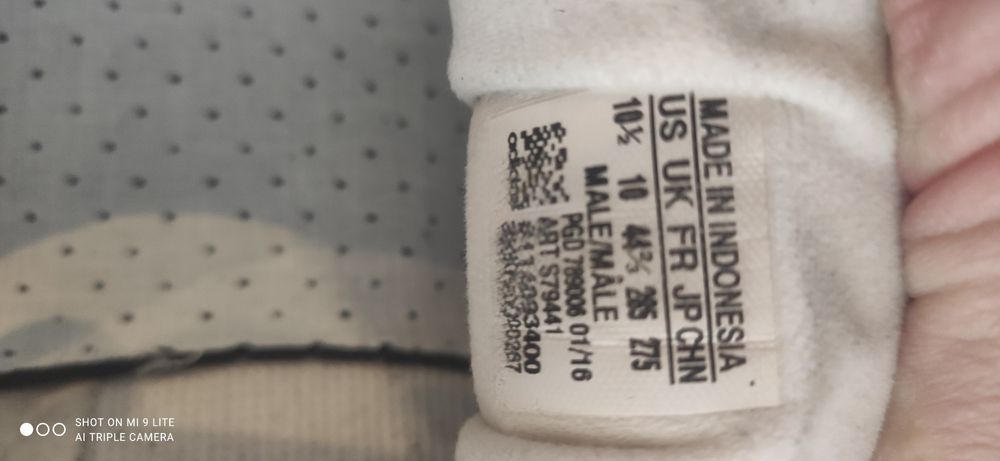 MADE IN INDONESIA
US UK FR JP CHN
10½ 10 44⅔ 285 275
MALE/MÂLE
PGD 789006 01/16
ART S79441
SHOT ON MI 9 LITE
AI TRIPLE CAMERA